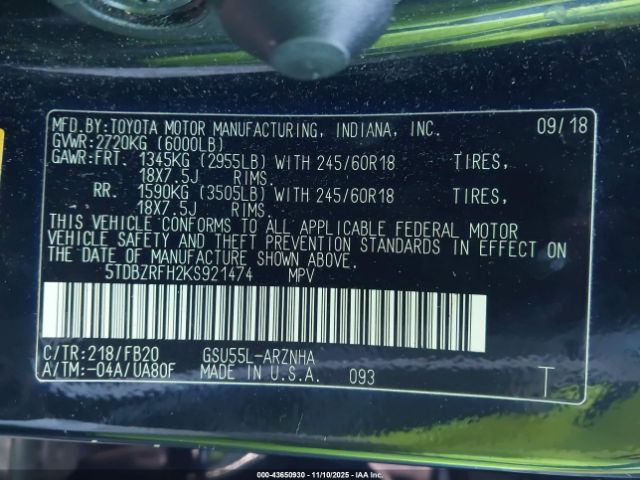 MFD.BY:TOYOTA MOTOR MANUFACTURING, INDIANA, INC. 09/18
GVWR:2720KG (6000LB)
GAWR:FRT. 1345KG (2955LB) WITH 245/60R18 TIRES,
18X7.5J RIMS.
RR. 1590KG (3505LB) WITH 245/60R18 TIRES,
18X7.5J RIMS.
THIS VEHICLE CONFORMS TO ALL APPLICABLE FEDERAL MOTOR
VEHICLE SAFETY AND THEFT PREVENTION STANDARDS IN EFFECT ON
THE DATE OF MANUFACTURE SHOWN ABOVE.
5TDBZRFH2KS921474 MPV
C/TR:218/FB20 GSU55L-ARZNHA
A/TM:-04A/UA80F MADE IN U.S.A. 093 T
000-43650930 - 11/10/2025 - IAA Inc.